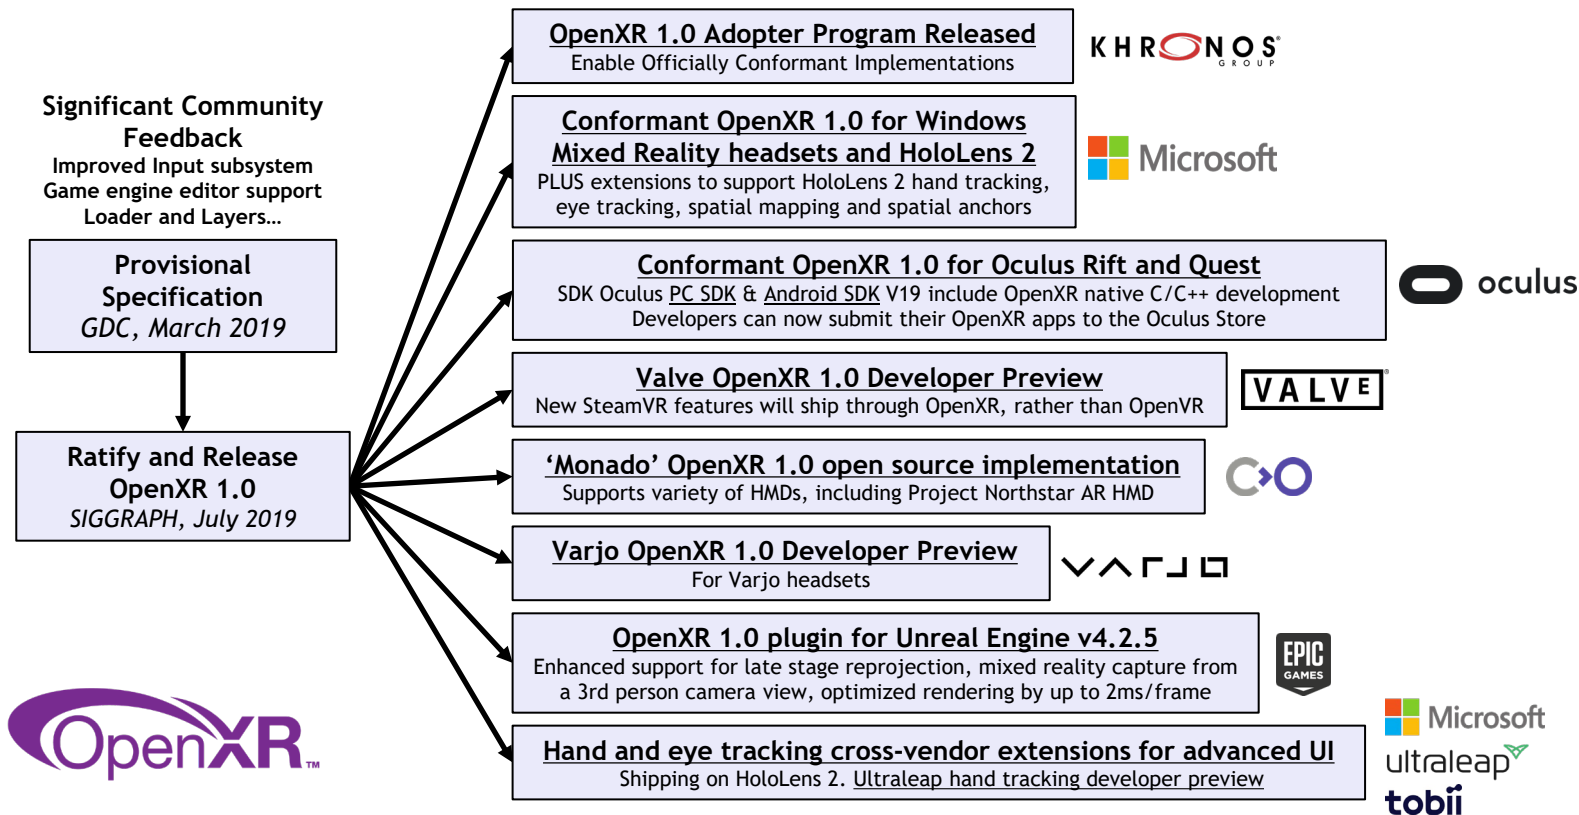 Significant Community
Feedback
Improved Input subsystem
Game engine editor support
Loader and Layers…
Provisional
Specification
GDC, March 2019
Ratify and Release
OpenXR 1.0
SIGGRAPH, July 2019
OpenXR™
OpenXR 1.0 Adopter Program Released
Enable Officially Conformant Implementations
KHRONOS®
GROUP
Conformant OpenXR 1.0 for Windows
Mixed Reality headsets and HoloLens 2
PLUS extensions to support HoloLens 2 hand tracking,
eye tracking, spatial mapping and spatial anchors
Microsoft
Conformant OpenXR 1.0 for Oculus Rift and Quest
SDK Oculus PC SDK & Android SDK V19 include OpenXR native C/C++ development
Developers can now submit their OpenXR apps to the Oculus Store
oculus
Valve OpenXR 1.0 Developer Preview
New SteamVR features will ship through OpenXR, rather than OpenVR
VALVE®
‘Monado’ OpenXR 1.0 open source implementation
Supports variety of HMDs, including Project Northstar AR HMD
Varjo OpenXR 1.0 Developer Preview
For Varjo headsets
VARJO
OpenXR 1.0 plugin for Unreal Engine v4.2.5
Enhanced support for late stage reprojection, mixed reality capture from
a 3rd person camera view, optimized rendering by up to 2ms/frame
EPIC
GAMES
Hand and eye tracking cross-vendor extensions for advanced UI
Shipping on HoloLens 2. Ultraleap hand tracking developer preview
Microsoft
ultraleap
tobii